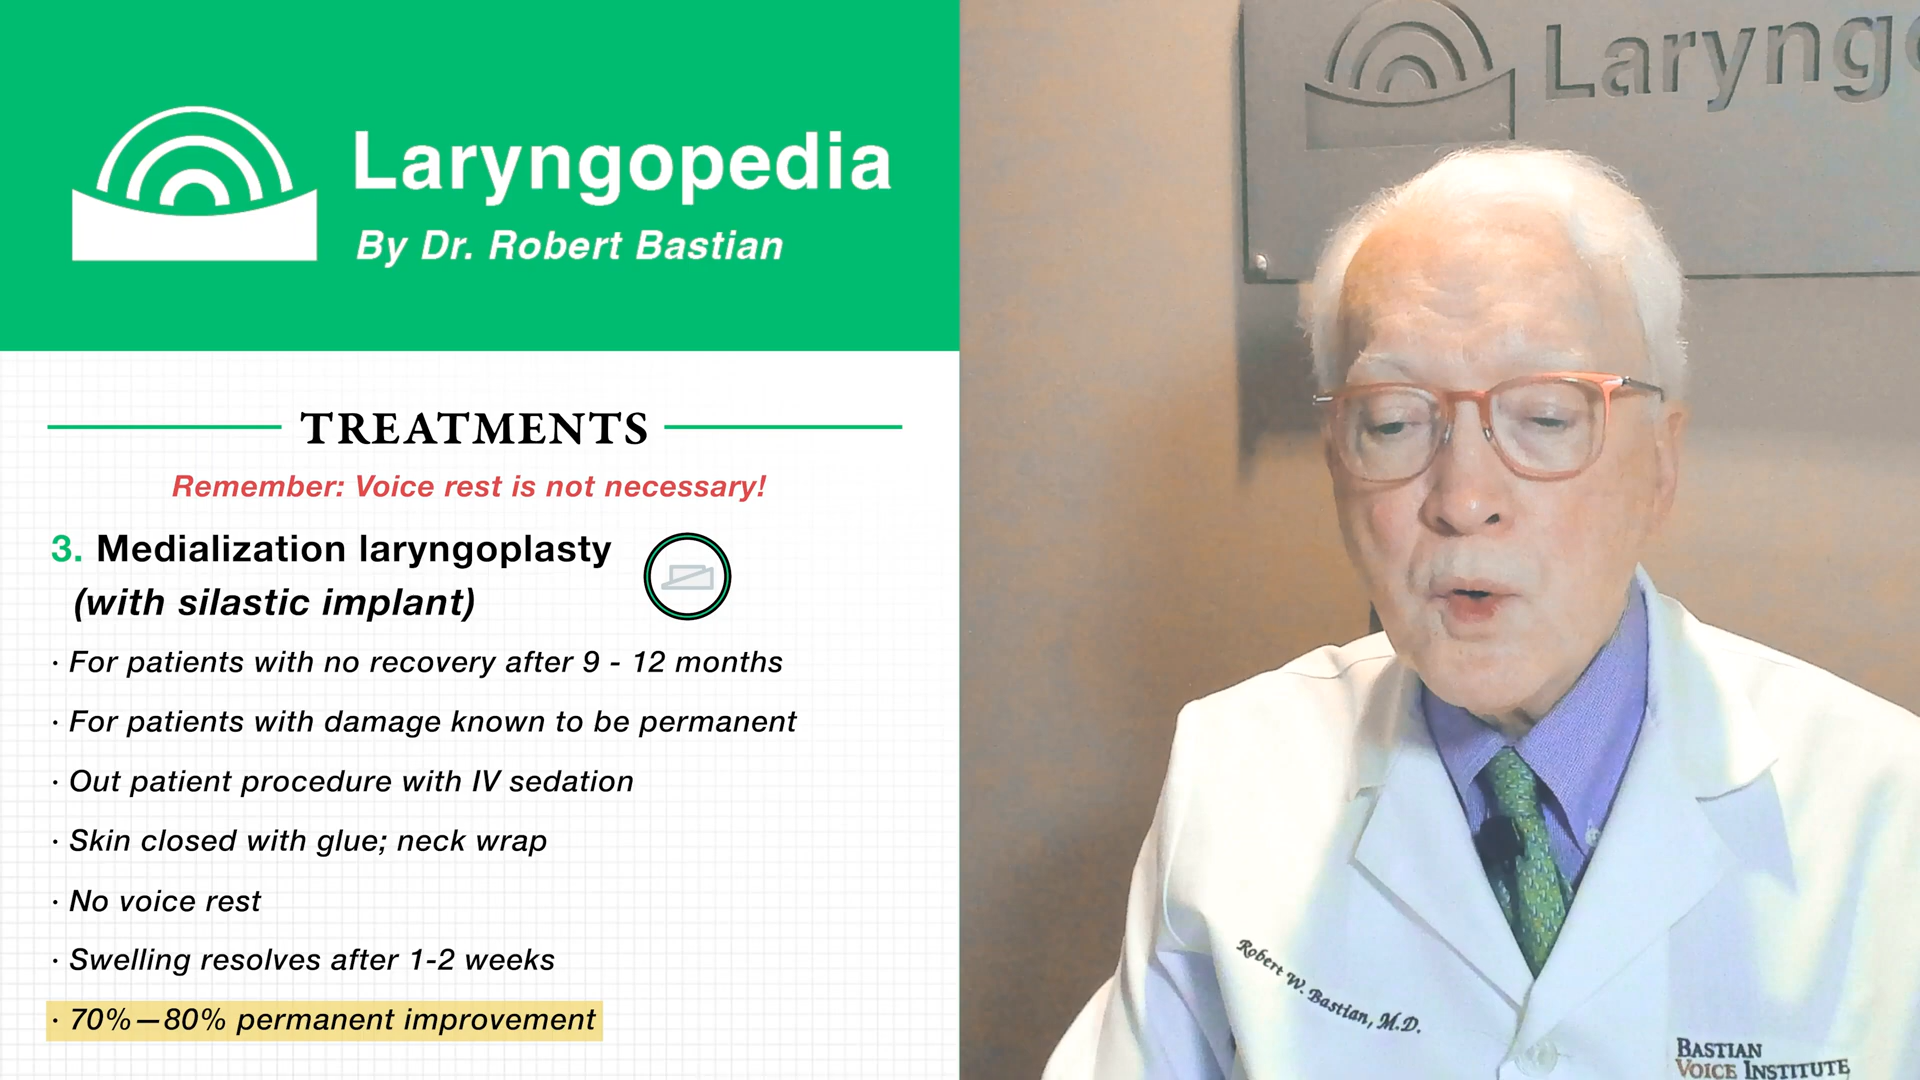 Laryngopedia
By Dr. Robert Bastian
TREATMENTS
Remember: Voice rest is not necessary!
3. Medialization laryngoplasty
(with silastic implant)
· For patients with no recovery after 9 - 12 months
· For patients with damage known to be permanent
· Out patient procedure with IV sedation
· Skin closed with glue; neck wrap
· No voice rest
· Swelling resolves after 1-2 weeks
· 70%—80% permanent improvement
Laryngo
Robert W. Bastian, M.D.
BASTIAN
VOICE INSTITUTE